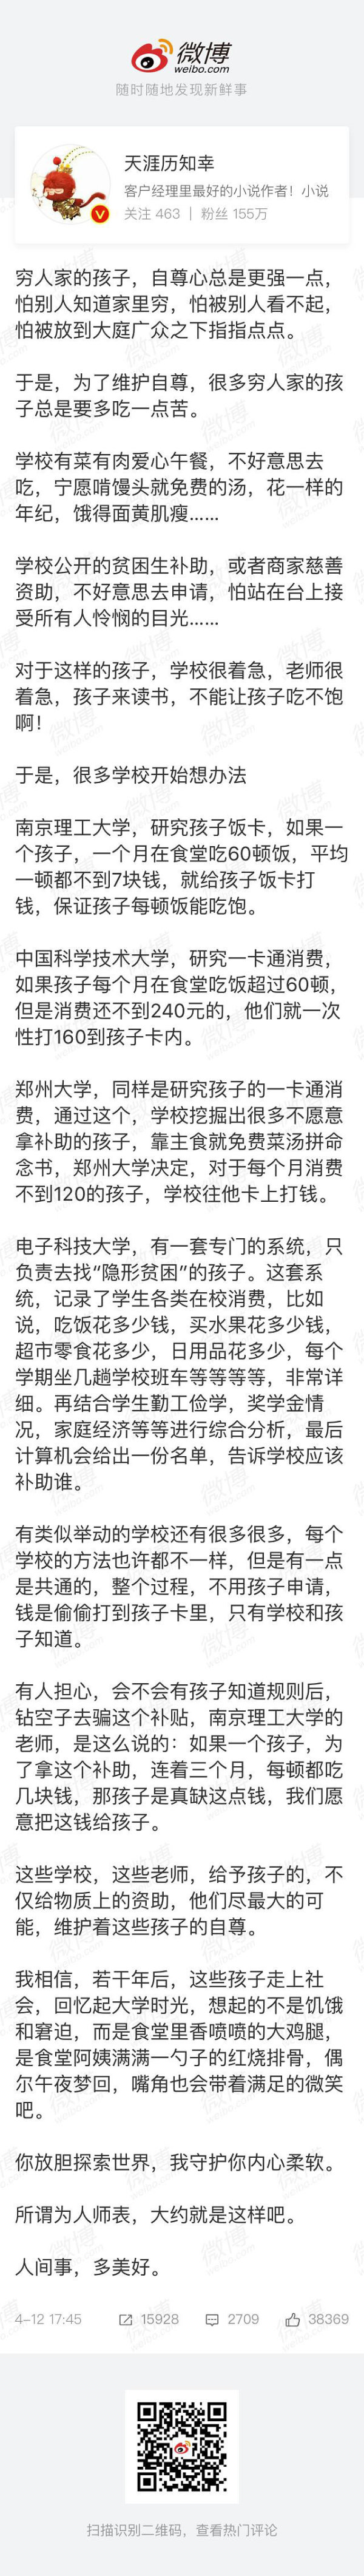 微博
weibo.com
随时随地发现新鲜事
天涯历知幸
客户经理里最好的小说作者！小说
关注 463 | 粉丝 155万
穷人家的孩子，自尊心总是更强一点，
怕别人知道家里穷，怕被别人看不起，
怕被放到大庭广众之下指指点点。
于是，为了维护自尊，很多穷人家的孩
子总是要多吃一点苦。
学校有菜有肉爱心午餐，不好意思去
吃，宁愿啃馒头就免费的汤，花一样的
年纪，饿得面黄肌瘦......
学校公开的贫困生补助，或者商家慈善
资助，不好意思去申请，怕站在台上接
受所有人怜悯的目光......
对于这样的孩子，学校很着急，老师很
着急，孩子来读书，不能让孩子吃不饱
啊！
于是，很多学校开始想办法
南京理工大学，研究孩子饭卡，如果一
个孩子，一个月在食堂吃60顿饭，平均
一顿都不到7块钱，就给孩子饭卡打
钱，保证孩子每顿饭能吃饱。
中国科学技术大学，研究一卡通消费，
如果孩子每个月在食堂吃饭超过60顿，
但是消费还不到240元的，他们就一次
性打160到孩子卡内。
郑州大学，同样是研究孩子的一卡通消
费，通过这个，学校挖掘出很多不愿意
拿补助的孩子，靠主食就免费菜汤拼命
念书，郑州大学决定，对于每个月消费
不到120的孩子，学校往他卡上打钱。
电子科技大学，有一套专门的系统，只
负责去找“隐形贫困”的孩子。这套系
统，记录了学生各类在校消费，比如
说，吃饭花多少钱，买水果花多少钱，
超市零食花多少，日用品花多少，每个
学期坐几趟学校班车等等等等，非常详
细。再结合学生勤工俭学，奖学金情
况，家庭经济等等进行综合分析，最后
计算机会给出一份名单，告诉学校应该
补助谁。
有类似举动的学校还有很多很多，每个
学校的方法也许都不一样，但是有一点
是共通的，整个过程，不用孩子申请，
钱是偷偷打到孩子卡里，只有学校和孩
子知道。
有人担心，会不会有孩子知道规则后，
钻空子去骗这个补贴，南京理工大学的
老师，是这么说的：如果一个孩子，为
了拿这个补助，连着三个月，每顿都吃
几块钱，那孩子是真缺这点钱，我们愿
意把这钱给孩子。
这些学校，这些老师，给予孩子的，不
仅给物质上的资助，他们尽最大的可
能，维护着这些孩子的自尊。
我相信，若干年后，这些孩子走上社
会，回忆起大学时光，想起的不是饥饿
和窘迫，而是食堂里香喷喷的大鸡腿，
是食堂阿姨满满一勺子的红烧排骨，偶
尔午夜梦回，嘴角也会带着满足的微笑
吧。
你放胆探索世界，我守护你内心柔软。
所谓为人师表，大约就是这样吧。
人间事，多美好。
4-12 17:45 15928 2709 38369
扫描识别二维码，查看热门评论